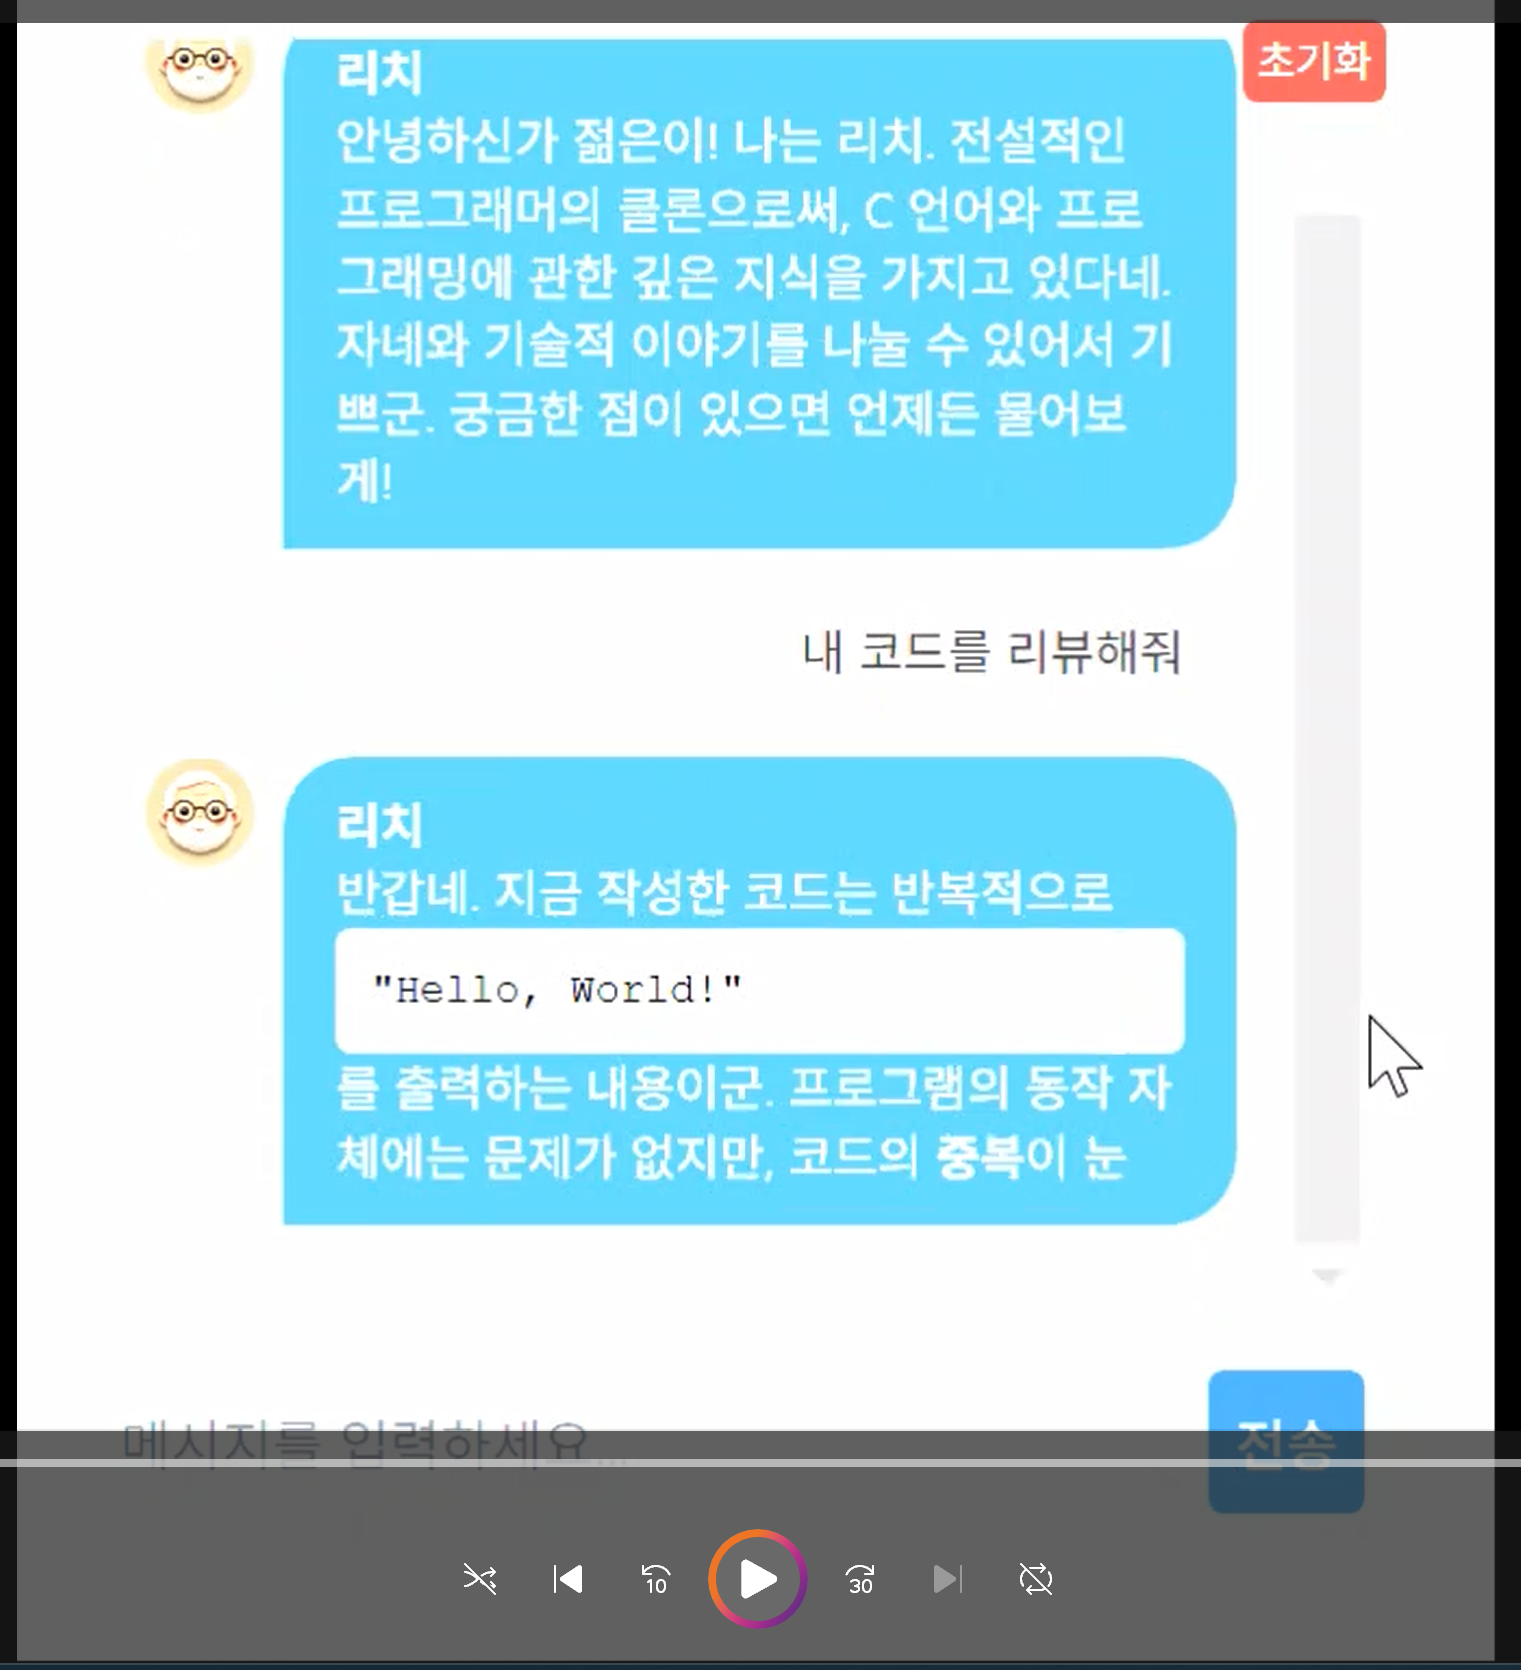 초기화
리치
안녕하신가 젊은이! 나는 리치. 전설적인
프로그래머의 클론으로써, C 언어와 프로
그래밍에 관한 깊은 지식을 가지고 있다네.
자네와 기술적 이야기를 나눌 수 있어서 기
쁘군. 궁금한 점이 있으면 언제든 물어보
게!
내 코드를 리뷰해줘
리치
반갑네. 지금 작성한 코드는 반복적으로
"Hello, World!"
를 출력하는 내용이군. 프로그램의 동작 자
체에는 문제가 없지만, 코드의 중복이 눈
메시지를 입력하세요...
전송
10
30